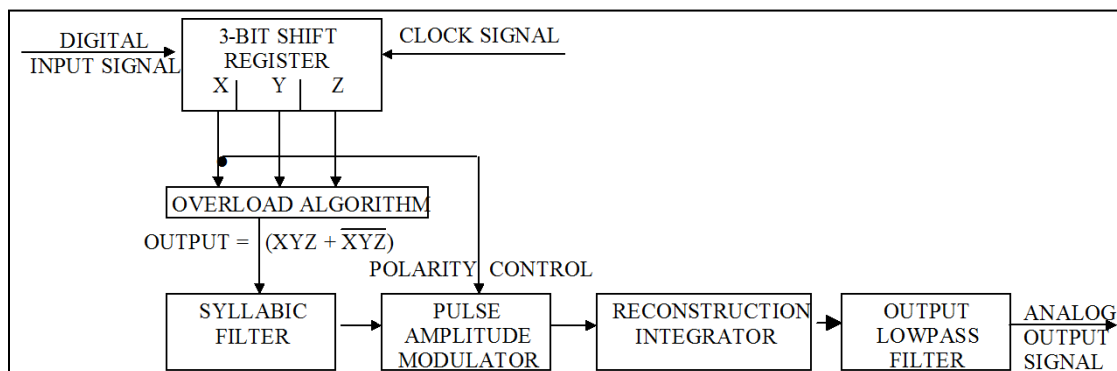 DIGITAL
INPUT SIGNAL
3-BIT SHIFT
REGISTER
X Y Z
CLOCK SIGNAL
OVERLOAD ALGORITHM
OUTPUT = (XYZ + X̅Y̅Z̅)
POLARITY CONTROL
SYLLABIC
FILTER
PULSE
AMPLITUDE
MODULATOR
RECONSTRUCTION
INTEGRATOR
OUTPUT
LOWPASS
FILTER
ANALOG
OUTPUT
SIGNAL